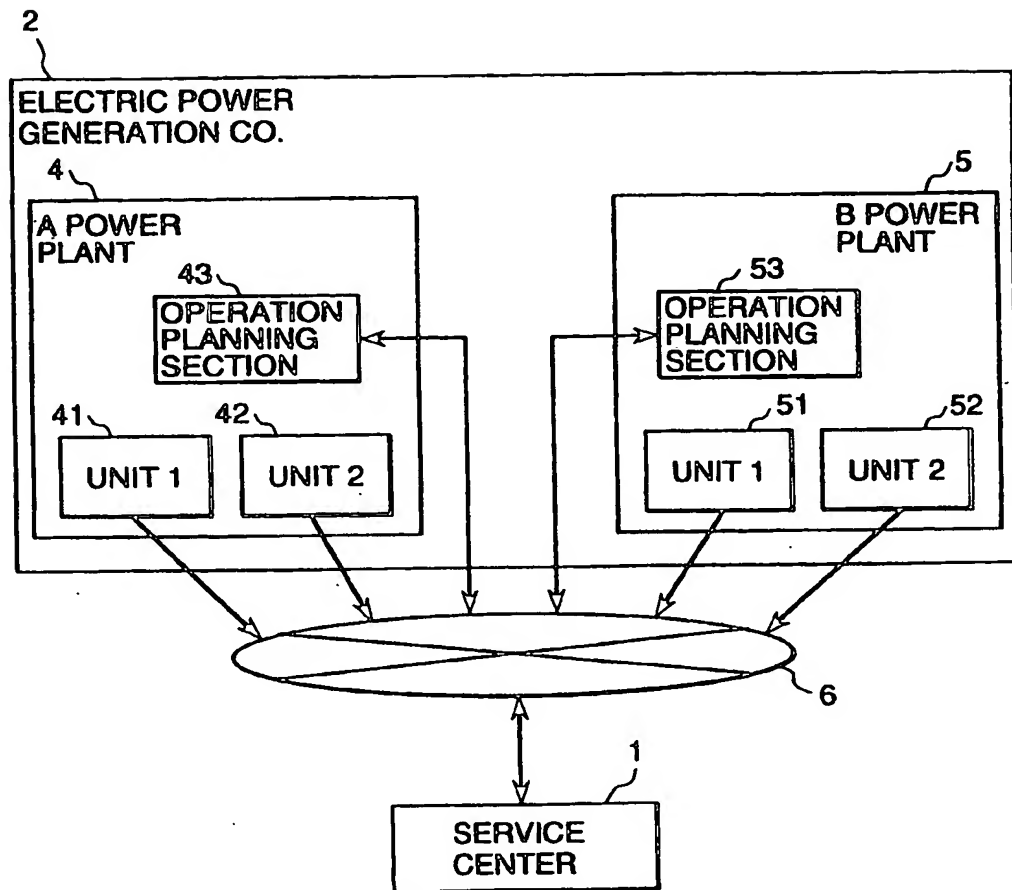 2
ELECTRIC POWER
GENERATION CO.
4
A POWER
PLANT
43
OPERATION
PLANNING
SECTION
41
UNIT 1
42
UNIT 2
5
B POWER
PLANT
53
OPERATION
PLANNING
SECTION
51
UNIT 1
52
UNIT 2
6
1
SERVICE
CENTER